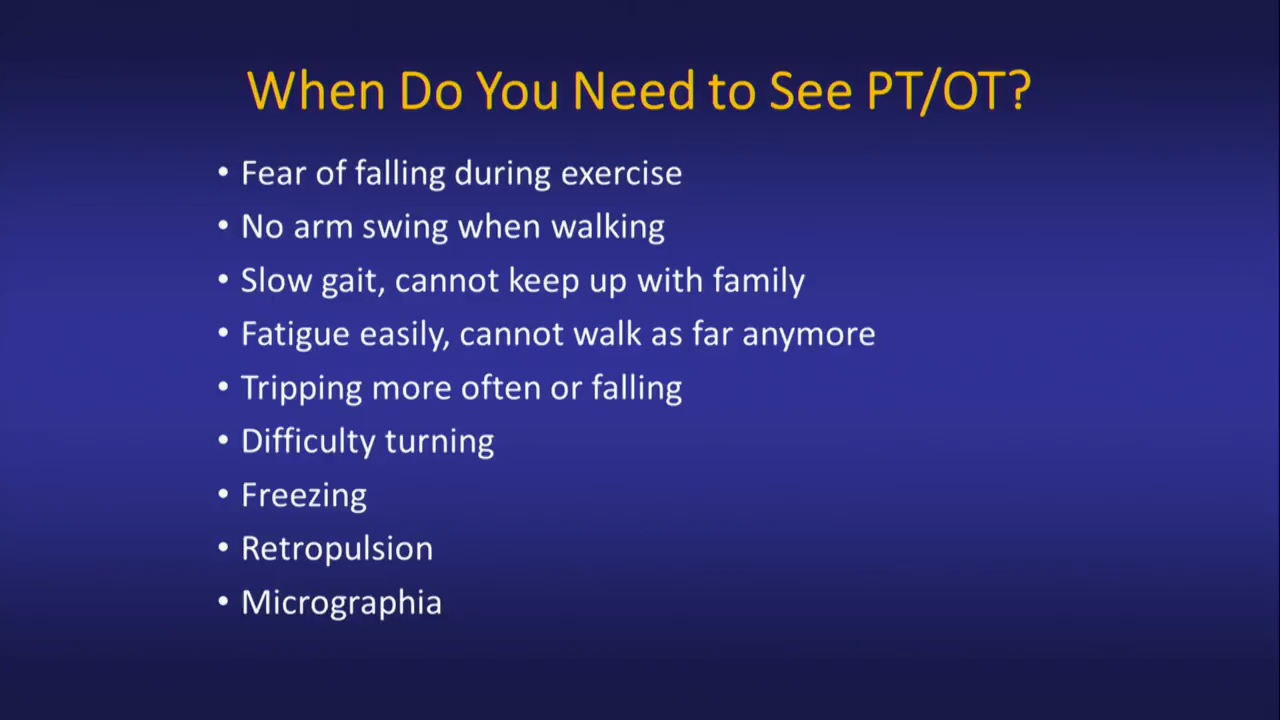 When Do You Need to See PT/OT?
• Fear of falling during exercise
• No arm swing when walking
• Slow gait, cannot keep up with family
• Fatigue easily, cannot walk as far anymore
• Tripping more often or falling
• Difficulty turning
• Freezing
• Retropulsion
• Micrographia